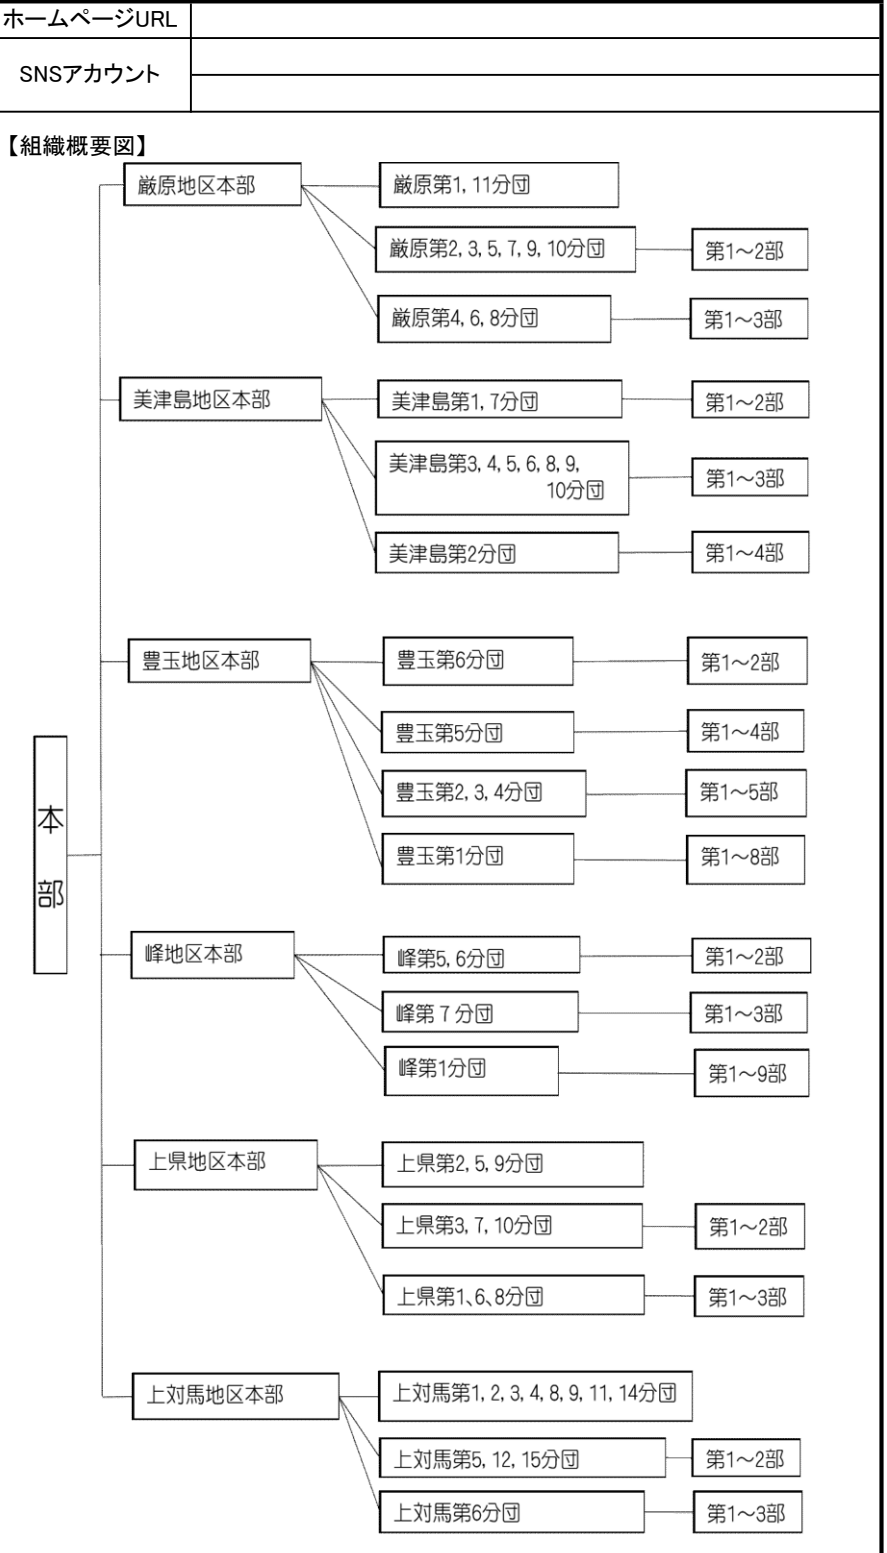 ホームページURL
SNSアカウント
【組織概要図】
厳原地区本部
厳原第1, 11分団
厳原第2, 3, 5, 7, 9, 10分団
第1～2部
厳原第4, 6, 8分団
第1～3部
美津島地区本部
美津島第1, 7分団
第1～2部
美津島第3, 4, 5, 6, 8, 9,
10分団
第1～3部
美津島第2分団
第1～4部
豊玉地区本部
豊玉第6分団
第1～2部
豊玉第5分団
第1～4部
豊玉第2, 3, 4分団
第1～5部
豊玉第1分団
第1～8部
本部
峰地区本部
峰第5, 6分団
第1～2部
峰第７分団
第1～3部
峰第1分団
第1～9部
上県地区本部
上県第2, 5, 9分団
上県第3, 7, 10分団
第1～2部
上県第1、6、8分団
第1～3部
上対馬地区本部
上対馬第1, 2, 3, 4, 8, 9, 11, 14分団
上対馬第5, 12, 15分団
第1～2部
上対馬第6分団
第1～3部